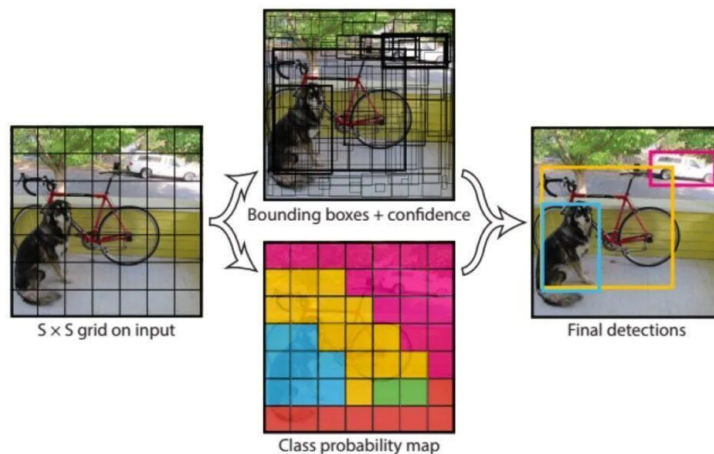 S × S grid on input
Bounding boxes + confidence
Class probability map
Final detections